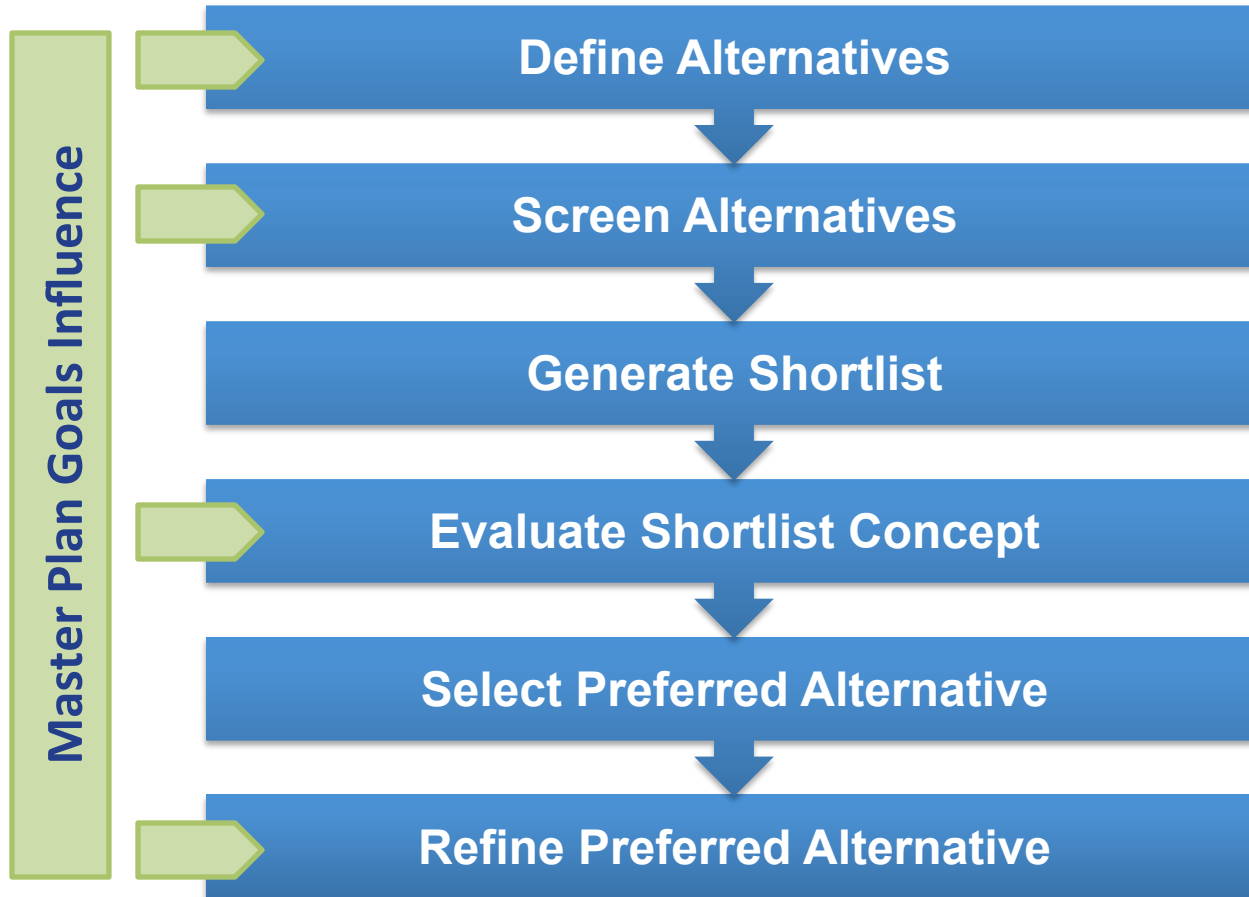 Master Plan Goals Influence
Define Alternatives
Screen Alternatives
Generate Shortlist
Evaluate Shortlist Concept
Select Preferred Alternative
Refine Preferred Alternative